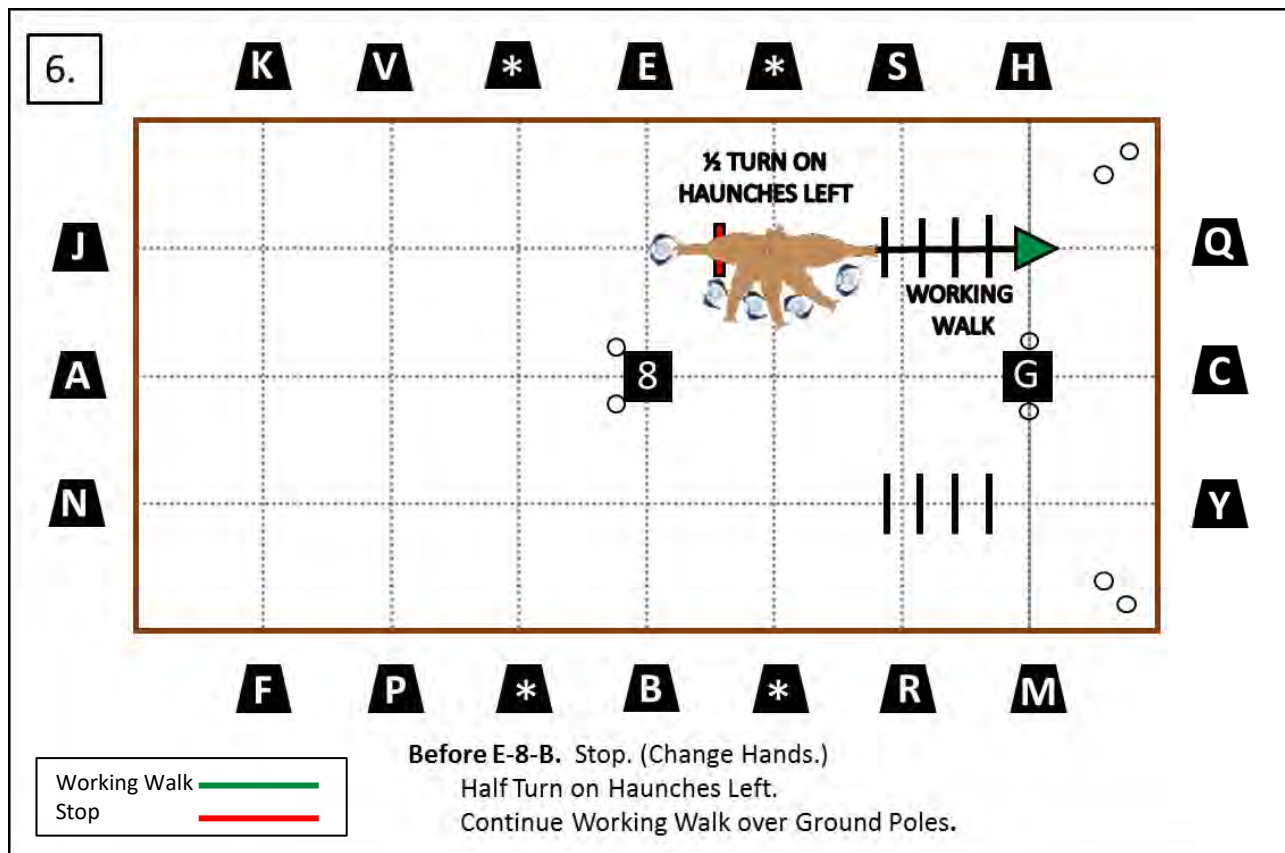 6.
K V * E * S H
½ TURN ON
HAUNCHES LEFT
J Q
WORKING
WALK
A 8 G C
N Y
F P * B * R M
Before E-8-B. Stop. (Change Hands.)
Half Turn on Haunches Left.
Continue Working Walk over Ground Poles.
Working Walk
Stop